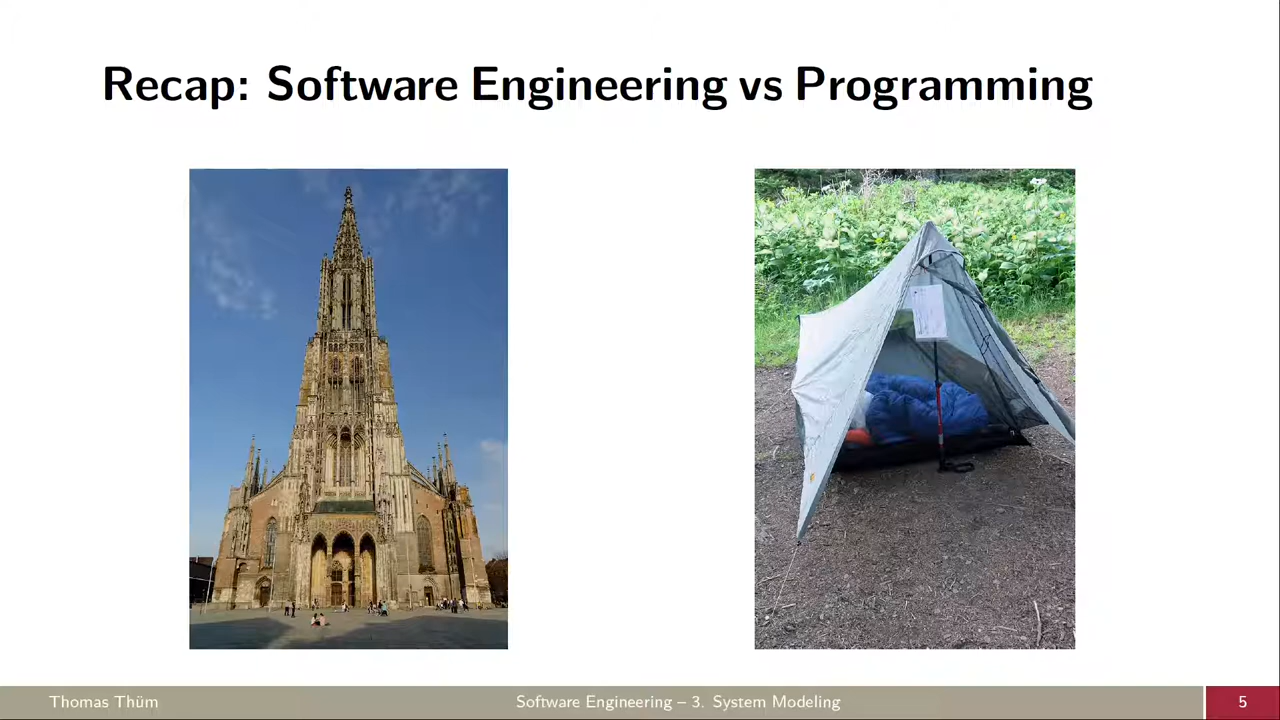 Recap: Software Engineering vs Programming
Thomas Thüm
Software Engineering – 3. System Modeling
5